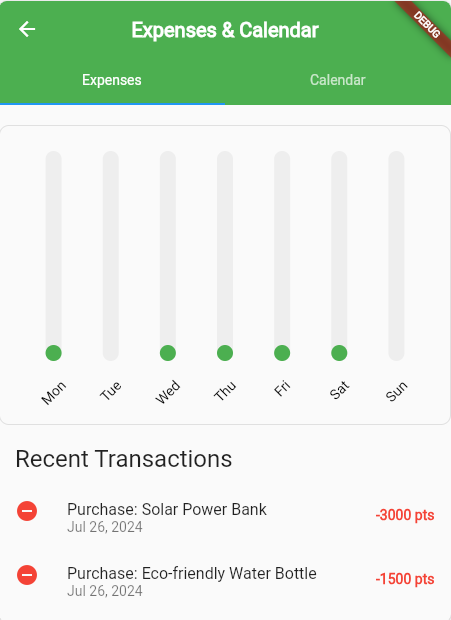 Expenses & Calendar
DEBUG
Expenses
Calendar
Mon Tue Wed Thu Fri Sat Sun
Recent Transactions
Purchase: Solar Power Bank
-3000 pts
Jul 26, 2024
Purchase: Eco-friendly Water Bottle
-1500 pts
Jul 26, 2024